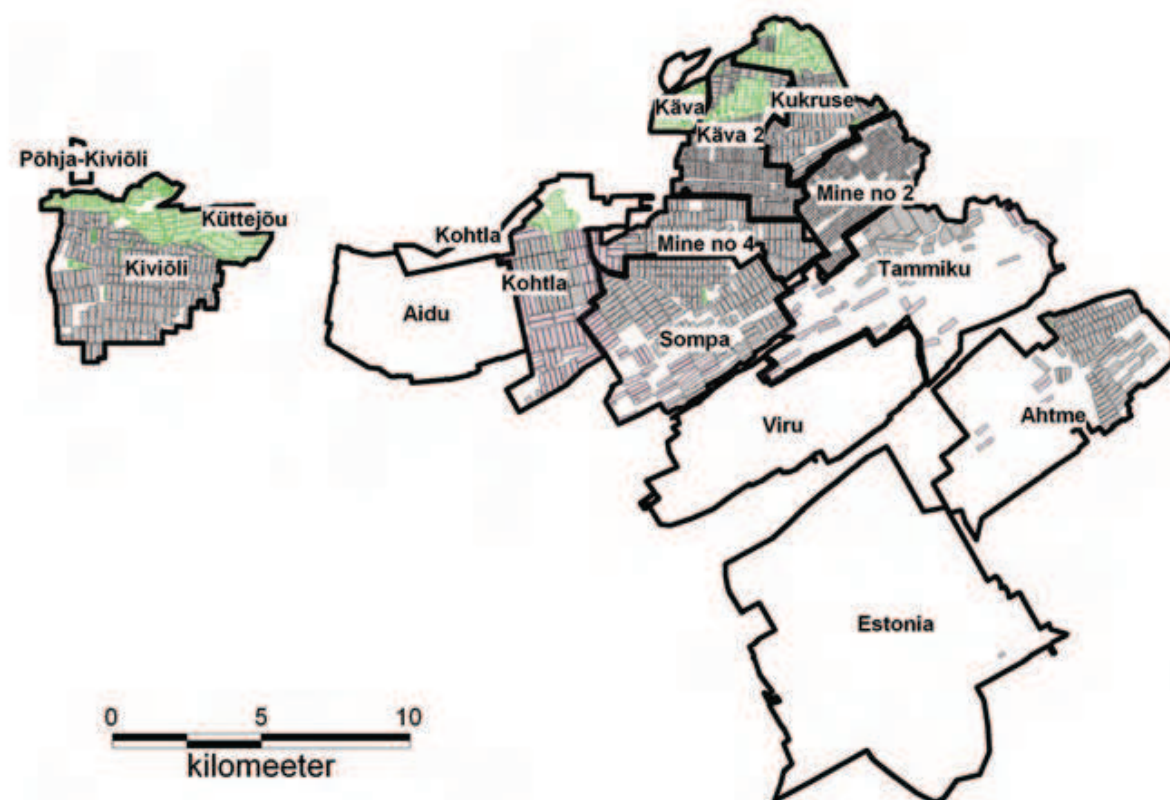 Käva
Kukruse
Käva 2
Põhja-Kiviõli
Mine no 2
Küttejõu
Kohtla
Mine no 4
Kiviõli
Tammiku
Kohtla
Aidu
Sompa
Viru
Ahtme
Estonia
0 5 10
kilomeeter